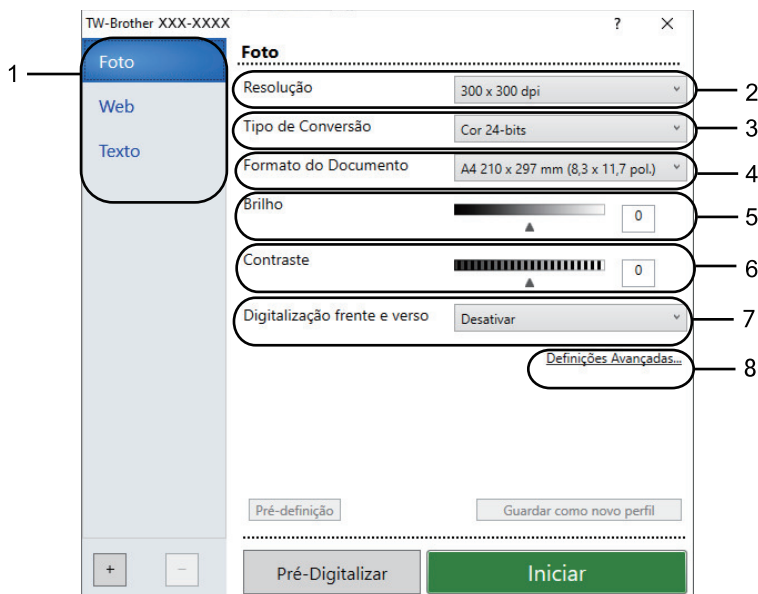 TW-Brother XXX-XXXX ? ×
Foto
Web
Texto
Foto
Resolução 300 x 300 dpi
Tipo de Conversão Cor 24-bits
Formato do Documento A4 210 x 297 mm (8,3 x 11,7 pol.)
Brilho 0
Contraste 0
Digitalização frente e verso Desativar
Definições Avançadas...
Pré-definição Guardar como novo perfil
+ − Pré-Digitalizar Iniciar
1
2
3
4
5
6
7
8